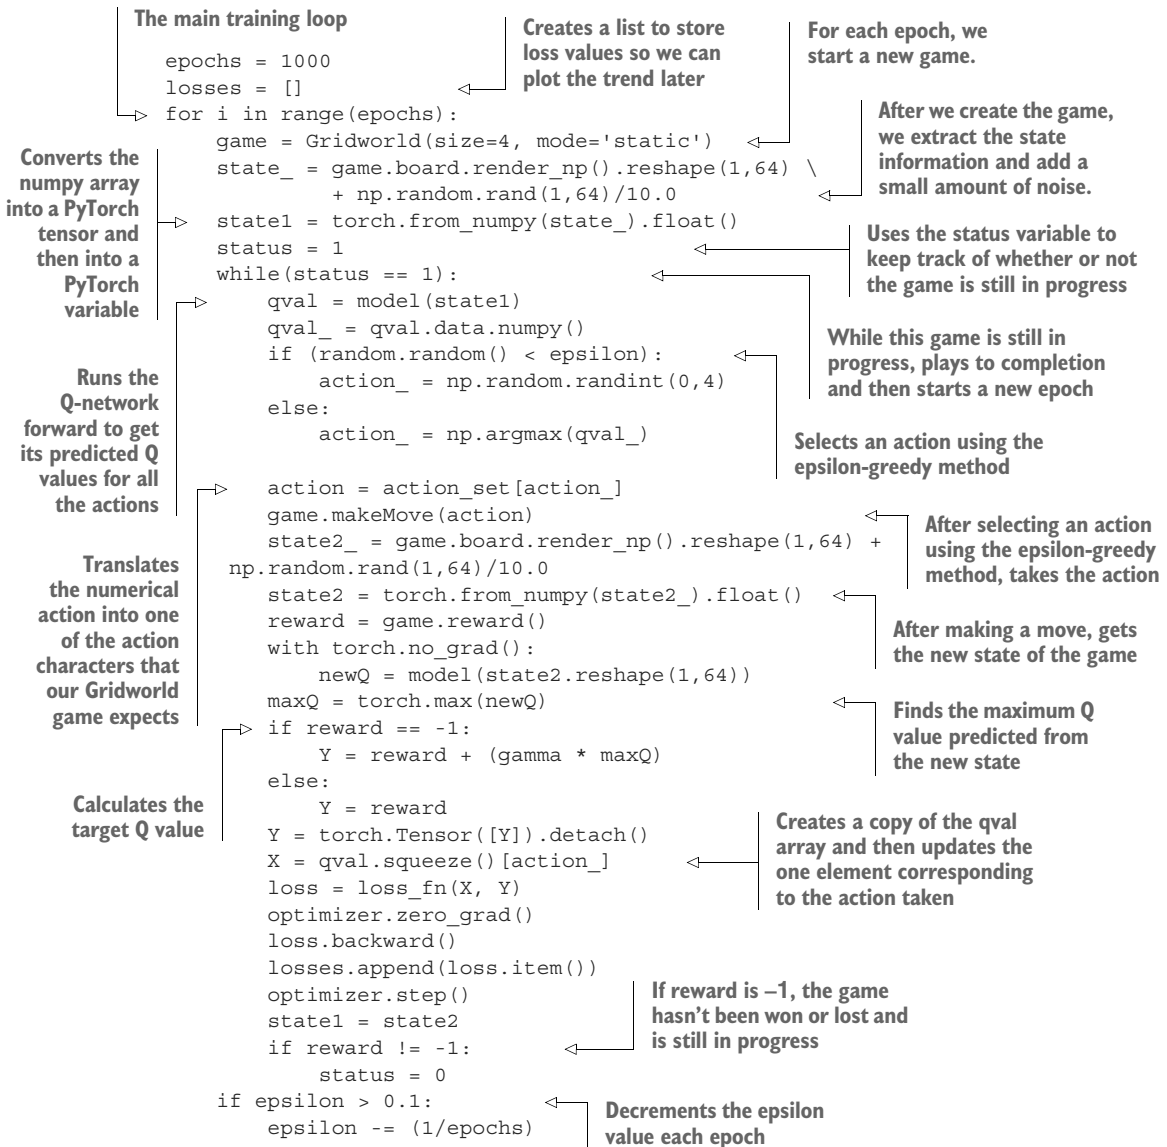 The main training loop
Creates a list to store
loss values so we can
plot the trend later
For each epoch, we
start a new game.
epochs = 1000
losses = []
for i in range(epochs):
    game = Gridworld(size=4, mode='static')
    state_ = game.board.render_np().reshape(1,64) \
             + np.random.rand(1,64)/10.0
    state1 = torch.from_numpy(state_).float()
    status = 1
    while(status == 1):
        qval = model(state1)
        qval_ = qval.data.numpy()
        if (random.random() < epsilon):
            action_ = np.random.randint(0,4)
        else:
            action_ = np.argmax(qval_)
        action = action_set[action_]
        game.makeMove(action)
        state2_ = game.board.render_np().reshape(1,64) +
    np.random.rand(1,64)/10.0
        state2 = torch.from_numpy(state2_).float()
        reward = game.reward()
        with torch.no_grad():
            newQ = model(state2.reshape(1,64))
        maxQ = torch.max(newQ)
        if reward == -1:
            Y = reward + (gamma * maxQ)
        else:
            Y = reward
        Y = torch.Tensor([Y]).detach()
        X = qval.squeeze()[action_]
        loss = loss_fn(X, Y)
        optimizer.zero_grad()
        loss.backward()
        losses.append(loss.item())
        optimizer.step()
        state1 = state2
        if reward != -1:
            status = 0
    if epsilon > 0.1:
        epsilon -= (1/epochs)
After we create the game,
we extract the state
information and add a
small amount of noise.
Converts the
numpy array
into a PyTorch
tensor and
then into a
PyTorch
variable
Uses the status variable to
keep track of whether or not
the game is still in progress
While this game is still in
progress, plays to completion
and then starts a new epoch
Runs the
Q-network
forward to get
its predicted Q
values for all
the actions
Selects an action using the
epsilon-greedy method
Translates
the numerical
action into one
of the action
characters that
our Gridworld
game expects
After selecting an action
using the epsilon-greedy
method, takes the action
After making a move, gets
the new state of the game
Finds the maximum Q
value predicted from
the new state
Calculates the
target Q value
Creates a copy of the qval
array and then updates the
one element corresponding
to the action taken
If reward is –1, the game
hasn't been won or lost and
is still in progress
Decrements the epsilon
value each epoch